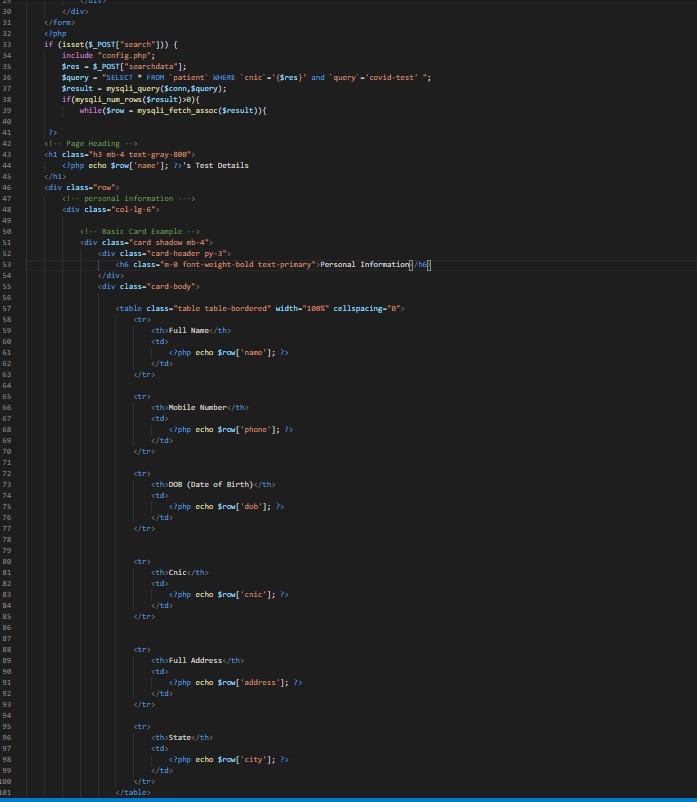 29 </div>
30 </div>
31 </form>
32 <?php
33 if (isset($_POST["search"])) {
34 include "config.php";
35 $res = $_POST["searchdata"];
36 $query = "SELECT * FROM `patient` WHERE `cnic`='{$res}' and `query`='covid-test' ";
37 $result = mysqli_query($conn,$query);
38 if(mysqli_num_rows($result)>0){
39 while($row = mysqli_fetch_assoc($result)){
40
41 ?>
42 <!-- Page Heading -->
43 <h1 class="h3 mb-4 text-gray-800">
44 <?php echo $row['name']; ?>'s Test Details
45 </h1>
46 <div class="row">
47 <!-- personal information --->
48 <div class="col-lg-6">
49
50 <!-- Basic Card Example -->
51 <div class="card shadow mb-4">
52 <div class="card-header py-3">
53 <h6 class="m-0 font-weight-bold text-primary">Personal Information</h6>
54 </div>
55 <div class="card-body">
56
57 <table class="table table-bordered" width="100%" cellspacing="0">
58 <tr>
59 <th>Full Name</th>
60 <td>
61 <?php echo $row['name']; ?>
62 </td>
63 </tr>
64
65 <tr>
66 <th>Mobile Number</th>
67 <td>
68 <?php echo $row['phone']; ?>
69 </td>
70 </tr>
71
72 <tr>
73 <th>DOB (Date of Birth)</th>
74 <td>
75 <?php echo $row['dob']; ?>
76 </td>
77 </tr>
78
79
80 <tr>
81 <th>Cnic</th>
82 <td>
83 <?php echo $row['cnic']; ?>
84 </td>
85 </tr>
86
87
88 <tr>
89 <th>Full Address</th>
90 <td>
91 <?php echo $row['address']; ?>
92 </td>
93 </tr>
94
95 <tr>
96 <th>State</th>
97 <td>
98 <?php echo $row['city']; ?>
99 </td>
100 </tr>
101 </table>